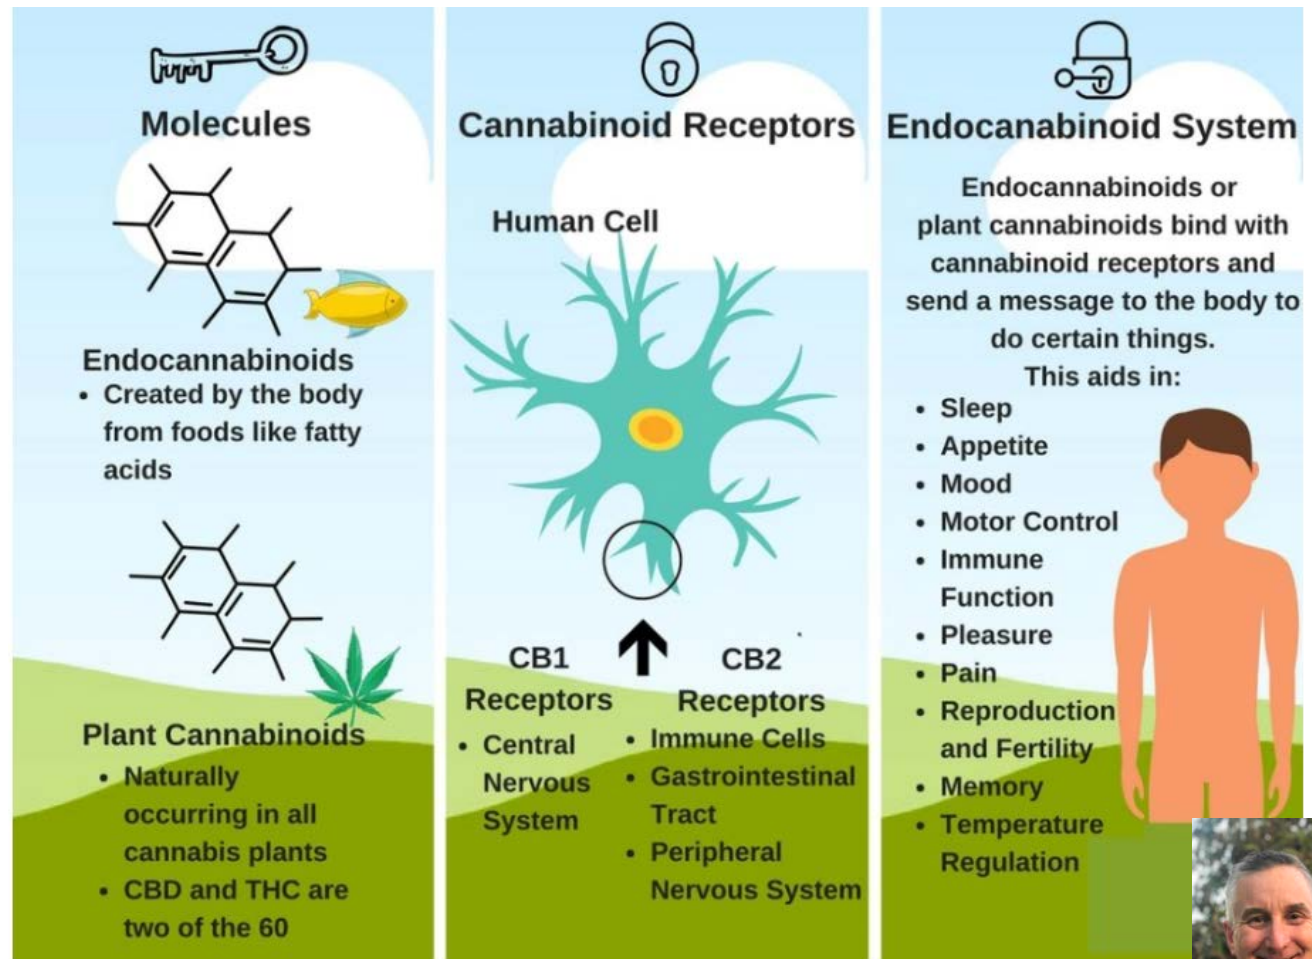 Molecules
Endocannabinoids
• Created by the body
from foods like fatty
acids
Plant Cannabinoids
• Naturally
occurring in all
cannabis plants
• CBD and THC are
two of the 60
Cannabinoid Receptors
Human Cell
CB1
Receptors
• Central
Nervous
System
CB2
Receptors
• Immune Cells
• Gastrointestinal
Tract
• Peripheral
Nervous System
Endocanabinoid System
Endocannabinoids or
plant cannabinoids bind with
cannabinoid receptors and
send a message to the body to
do certain things.
This aids in:
• Sleep
• Appetite
• Mood
• Motor Control
• Immune
Function
• Pleasure
• Pain
• Reproduction
and Fertility
• Memory
• Temperature
Regulation